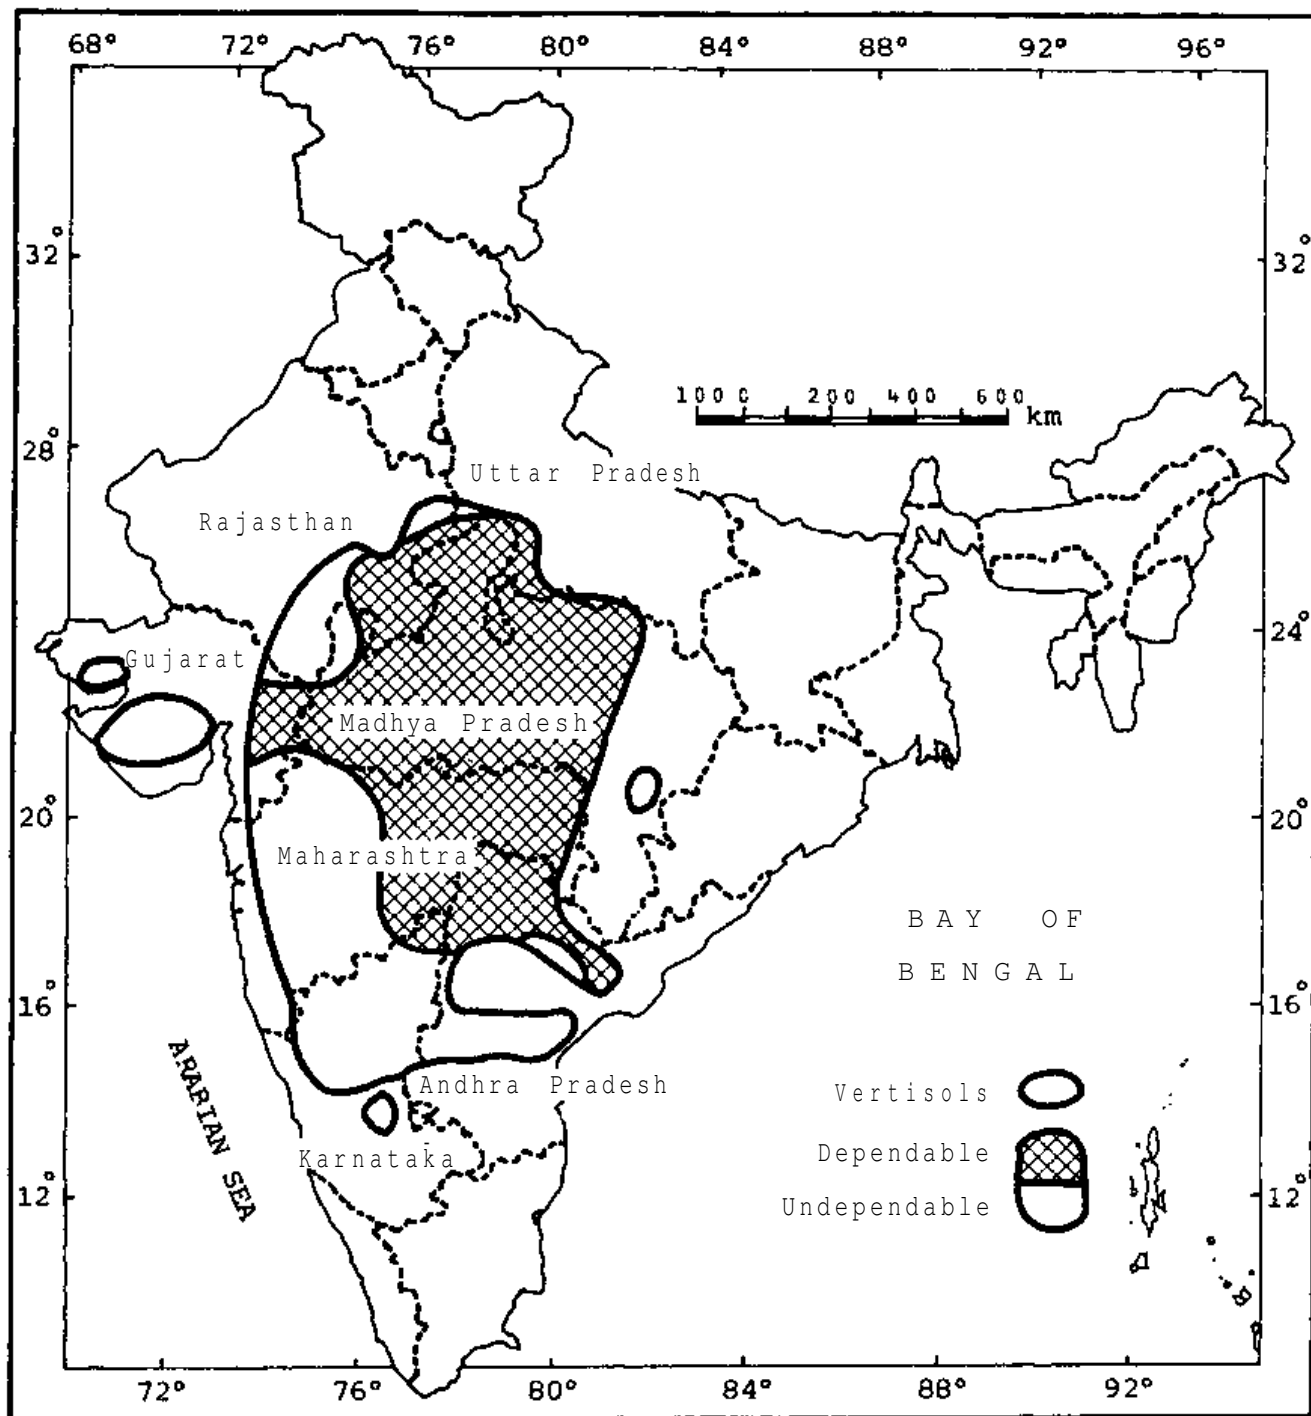 68° 72° 76° 80° 84° 88° 92° 96°
32° 32°
1000 200 400 600 km
28° 28°
Uttar Pradesh
Rajasthan
24° 24°
Gujarat
Madhya Pradesh
20° 20°
Maharashtra
BAY OF
BENGAL
16° 16°
ARABIAN SEA
Andhra Pradesh
Vertisols
Karnataka
Dependable
12° 12°
Undependable
72° 76° 80° 84° 88° 92°